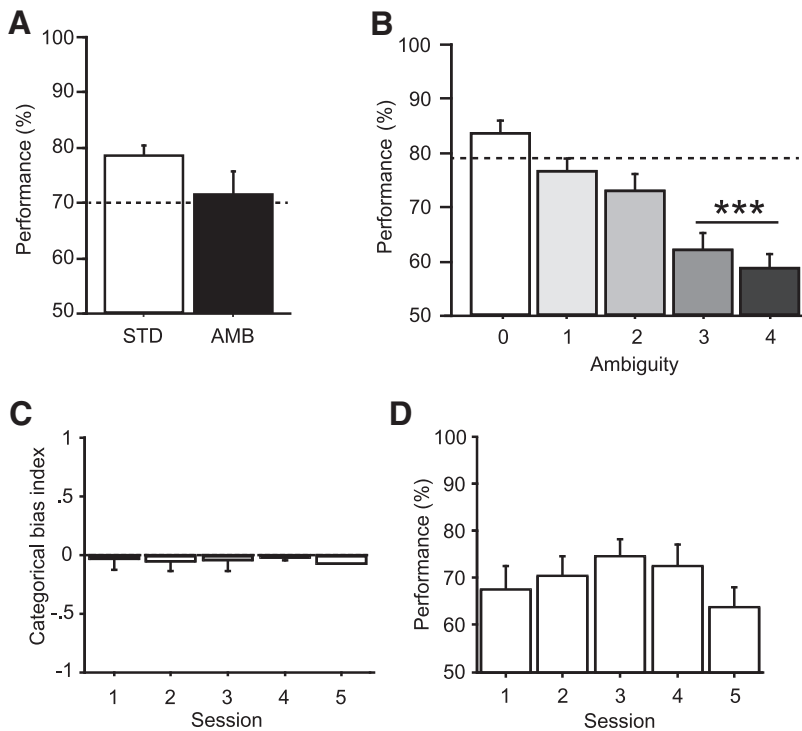 A
Performance (%)
100
90
80
70
60
50
STD AMB
B
Performance (%)
100
90
80
70
60
50
***
0 1 2 3 4
Ambiguity
C
Categorical bias index
1
.5
0
-.5
-1
1 2 3 4 5
Session
D
Performance (%)
100
90
80
70
60
50
1 2 3 4 5
Session